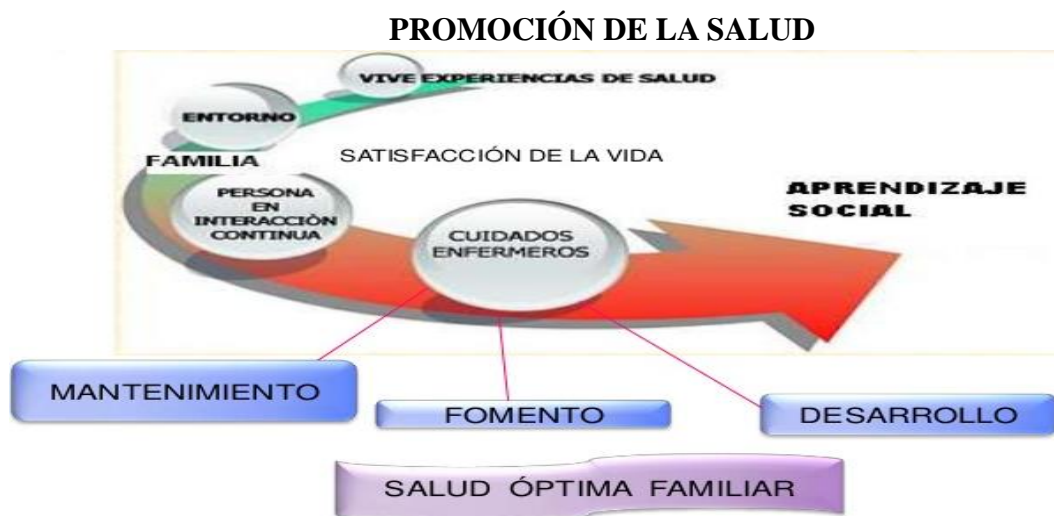 PROMOCIÓN DE LA SALUD
VIVE EXPERIENCIAS DE SALUD
ENTORNO
FAMILIA
SATISFACCIÓN DE LA VIDA
PERSONA
EN
INTERACCIÒN
CONTINUA
CUIDADOS
ENFERMEROS
APRENDIZAJE
SOCIAL
MANTENIMIENTO
FOMENTO
DESARROLLO
SALUD ÓPTIMA FAMILIAR